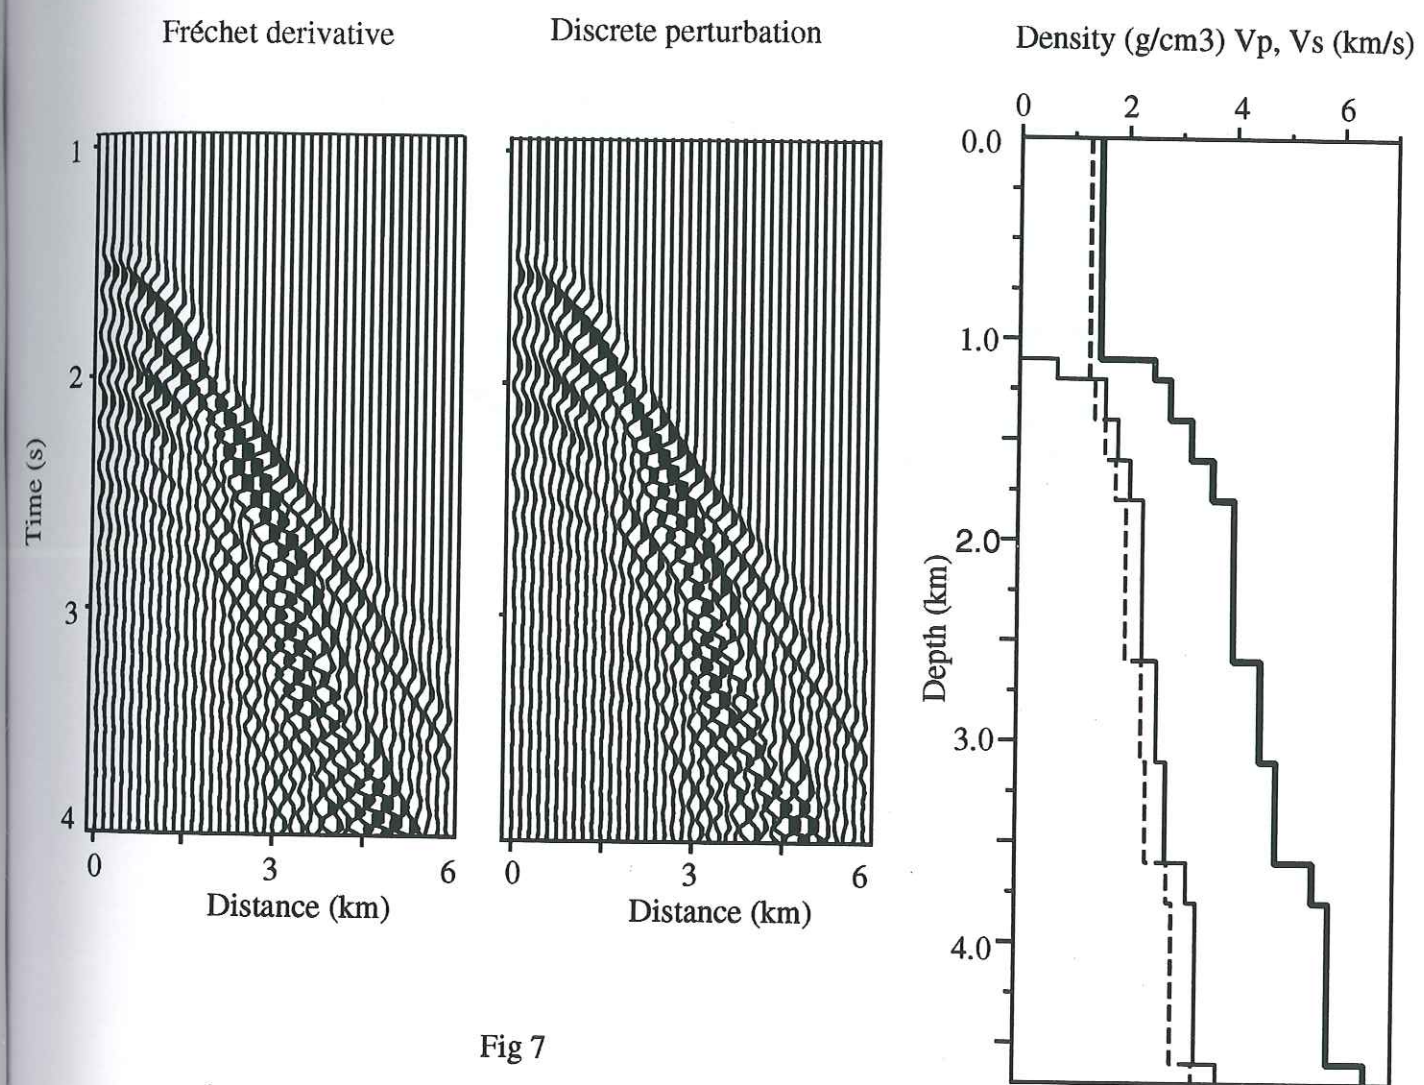 Fréchet derivative
Discrete perturbation
Density (g/cm3) Vp, Vs (km/s)
0 2 4 6
Time (s)
1
2
3
4
0 3 6
Distance (km)
0 3 6
Distance (km)
Depth (km)
0.0
1.0
2.0
3.0
4.0
Fig 7